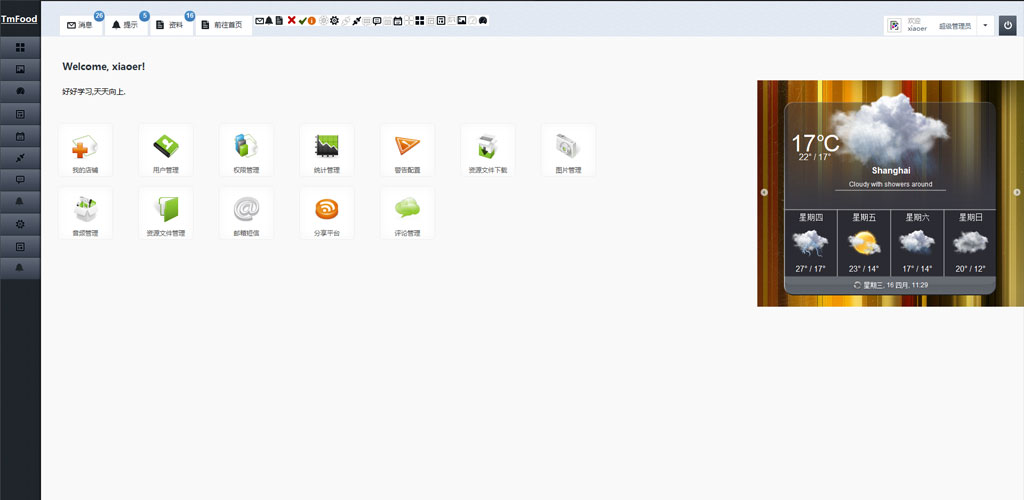 TmFood
消息
26
提示
5
资料
16
前往首页
欢迎
xiaoer
超级管理员
Welcome, xiaoer!
好好学习,天天向上.
我的店铺
用户管理
权限管理
统计管理
警告配置
资源文件下载
图片管理
音频管理
资源文件管理
邮箱短信
分享平台
评论管理
17°C
22° / 17°
Shanghai
Cloudy with showers around
星期四 星期五 星期六 星期日
27° / 17° 23° / 14° 17° / 14° 20° / 12°
星期三, 16 四月, 11:29